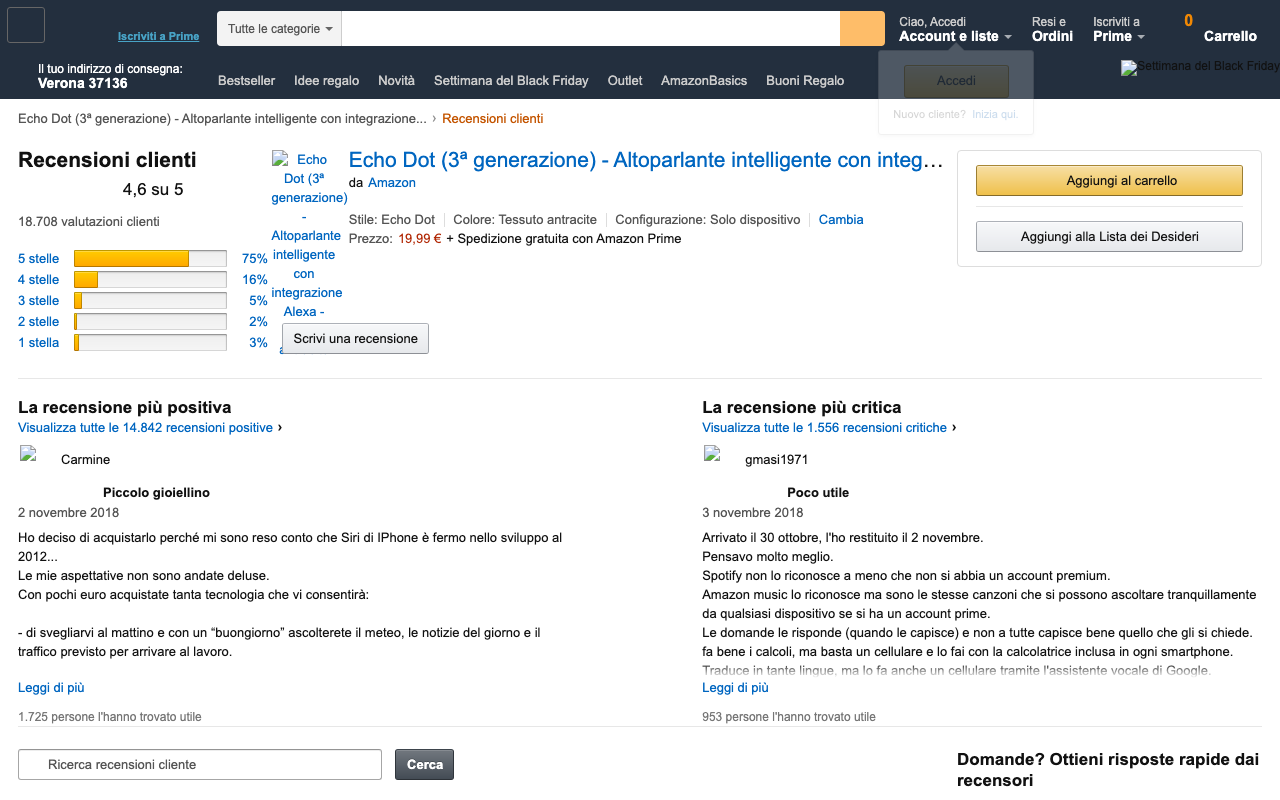 Iscriviti a Prime
Tutte le categorie
Ciao, Accedi
Account e liste
Resi e
Ordini
Iscriviti a
Prime
0
Carrello
Il tuo indirizzo di consegna:
Verona 37136
Bestseller
Idee regalo
Novità
Settimana del Black Friday
Outlet
AmazonBasics
Buoni Regalo
Accedi
Nuovo cliente? Inizia qui.
Settimana del Black Friday
Echo Dot (3ª generazione) - Altoparlante intelligente con integrazione... › Recensioni clienti
Recensioni clienti
4,6 su 5
18.708 valutazioni clienti
5 stelle 75%
4 stelle 16%
3 stelle 5%
2 stelle 2%
1 stella 3%
Echo
Dot (3ª
generazione)
-
Altoparlante
intelligente
con
integrazione
Alexa -
Scrivi una recensione
Echo Dot (3ª generazione) - Altoparlante intelligente con integ…
da Amazon
Stile: Echo Dot
Colore: Tessuto antracite
Configurazione: Solo dispositivo
Cambia
Prezzo: 19,99 € + Spedizione gratuita con Amazon Prime
Aggiungi al carrello
Aggiungi alla Lista dei Desideri
La recensione più positiva
Visualizza tutte le 14.842 recensioni positive ›
Carmine
Piccolo gioiellino
2 novembre 2018
Ho deciso di acquistarlo perché mi sono reso conto che Siri di IPhone è fermo nello sviluppo al
2012...
Le mie aspettative non sono andate deluse.
Con pochi euro acquistate tanta tecnologia che vi consentirà:
- di svegliarvi al mattino e con un “buongiorno” ascolterete il meteo, le notizie del giorno e il
traffico previsto per arrivare al lavoro.
Leggi di più
1.725 persone l'hanno trovato utile
La recensione più critica
Visualizza tutte le 1.556 recensioni critiche ›
gmasi1971
Poco utile
3 novembre 2018
Arrivato il 30 ottobre, l'ho restituito il 2 novembre.
Pensavo molto meglio.
Spotify non lo riconosce a meno che non si abbia un account premium.
Amazon music lo riconosce ma sono le stesse canzoni che si possono ascoltare tranquillamente
da qualsiasi dispositivo se si ha un account prime.
Le domande le risponde (quando le capisce) e non a tutte capisce bene quello che gli si chiede.
fa bene i calcoli, ma basta un cellulare e lo fai con la calcolatrice inclusa in ogni smartphone.
Traduce in tante lingue, ma lo fa anche un cellulare tramite l'assistente vocale di Google.
Leggi di più
953 persone l'hanno trovato utile
Ricerca recensioni cliente
Cerca
Domande? Ottieni risposte rapide dai
recensori